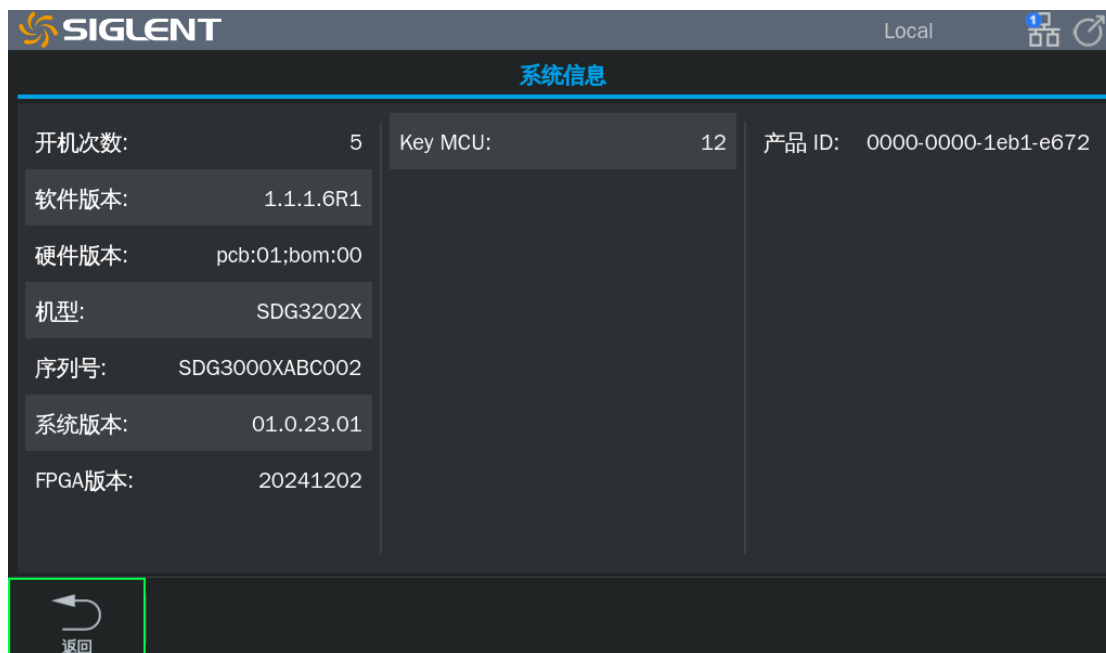 SIGLENT
Local
1
系统信息
开机次数: 5
软件版本: 1.1.1.6R1
硬件版本: pcb:01;bom:00
机型: SDG3202X
序列号: SDG3000XABC002
系统版本: 01.0.23.01
FPGA版本: 20241202
Key MCU: 12
产品 ID: 0000-0000-1eb1-e672
返回